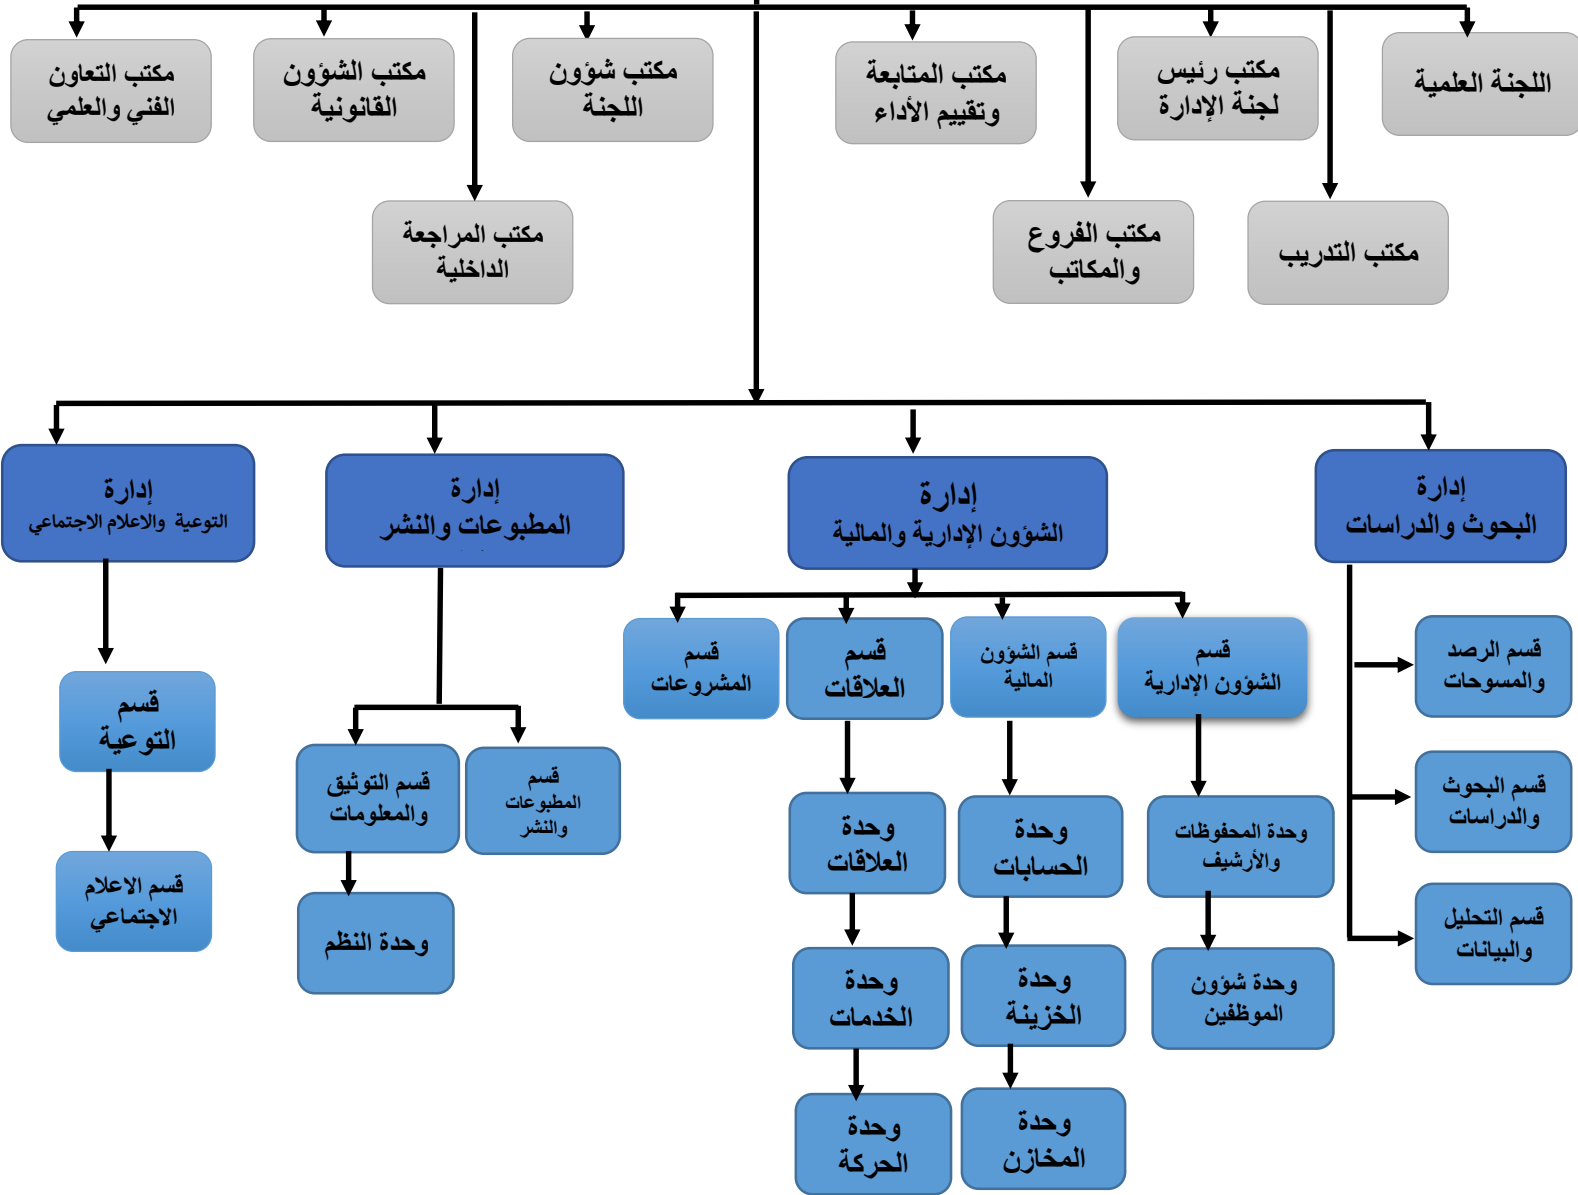 اللجنة العلمية
مكتب رئيس
لجنة الإدارة
مكتب المتابعة
وتقييم الأداء
مكتب شؤون
اللجنة
مكتب الشؤون
القانونية
مكتب التعاون
الفني والعلمي
مكتب التدريب
مكتب الفروع
والمكاتب
مكتب المراجعة
الداخلية
إدارة
البحوث والدراسات
إدارة
الشؤون الإدارية والمالية
إدارة
المطبوعات والنشر
إدارة
التوعية والاعلام الاجتماعي
قسم الرصد
والمسوحات
قسم البحوث
والدراسات
قسم التحليل
والبيانات
قسم
الشؤون الإدارية
قسم الشؤون
المالية
قسم
العلاقات
قسم
المشروعات
وحدة المحفوظات
والأرشيف
وحدة شؤون
الموظفين
وحدة
الحسابات
وحدة
الخزينة
وحدة
المخازن
وحدة
العلاقات
وحدة
الخدمات
وحدة
الحركة
قسم
المطبوعات
والنشر
قسم التوثيق
والمعلومات
وحدة النظم
قسم
التوعية
قسم الاعلام
الاجتماعي